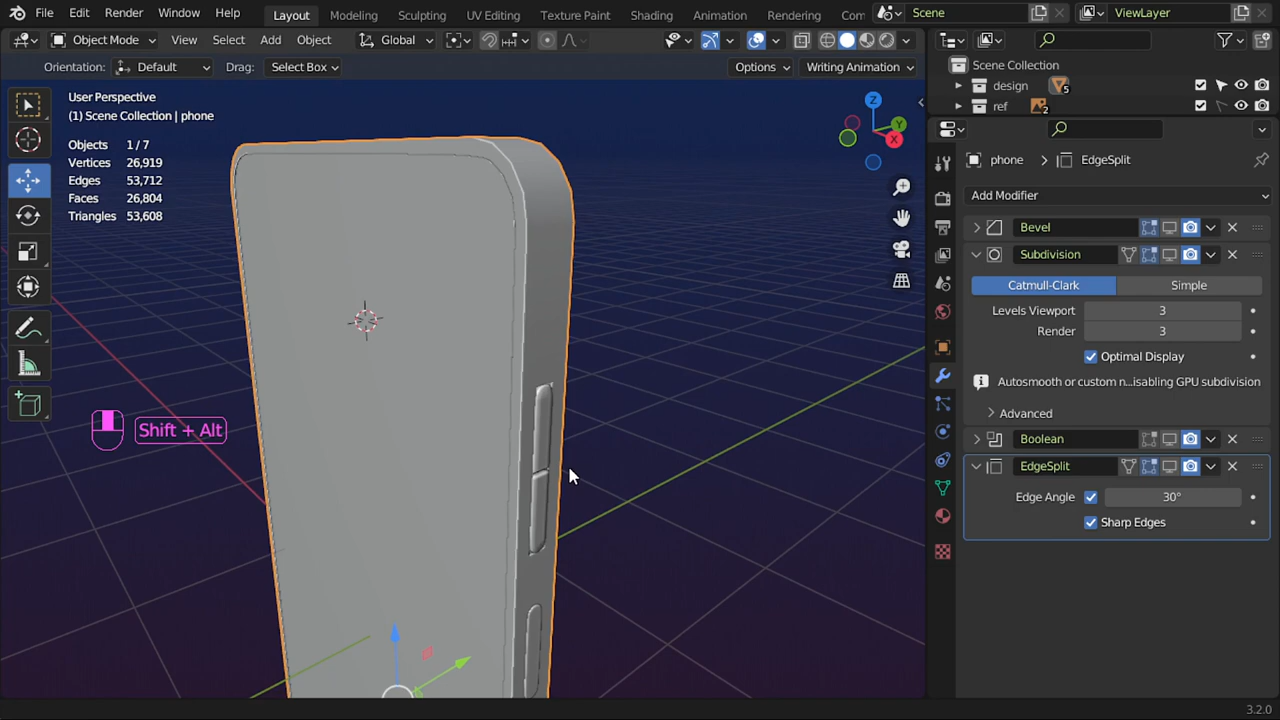 File Edit Render Window Help Layout Modeling Sculpting UV Editing Texture Paint Shading Animation Rendering Com Scene ViewLayer
Object Mode View Select Add Object Global
Orientation: Default Drag: Select Box Options Writing Animation
Scene Collection
design 5
ref 2
User Perspective
(1) Scene Collection | phone
Objects 1 / 7
Vertices 26,919
Edges 53,712
Faces 26,804
Triangles 53,608
Z
Y
X
Shift + Alt
phone EdgeSplit
Add Modifier
Bevel
Subdivision
Catmull-Clark Simple
Levels Viewport 3
Render 3
Optimal Display
Autosmooth or custom n...isabling GPU subdivision
Advanced
Boolean
EdgeSplit
Edge Angle 30°
Sharp Edges
3.2.0